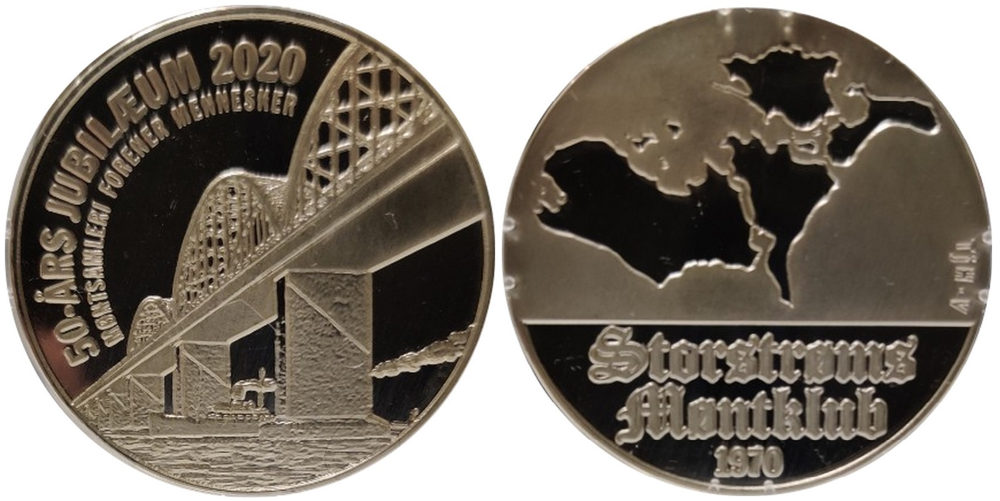 50-ÅRS JUBILÆUM 2020
MØNTSAMLERI FORENER MENNESKER
Storstrøms
Møntklub
1970